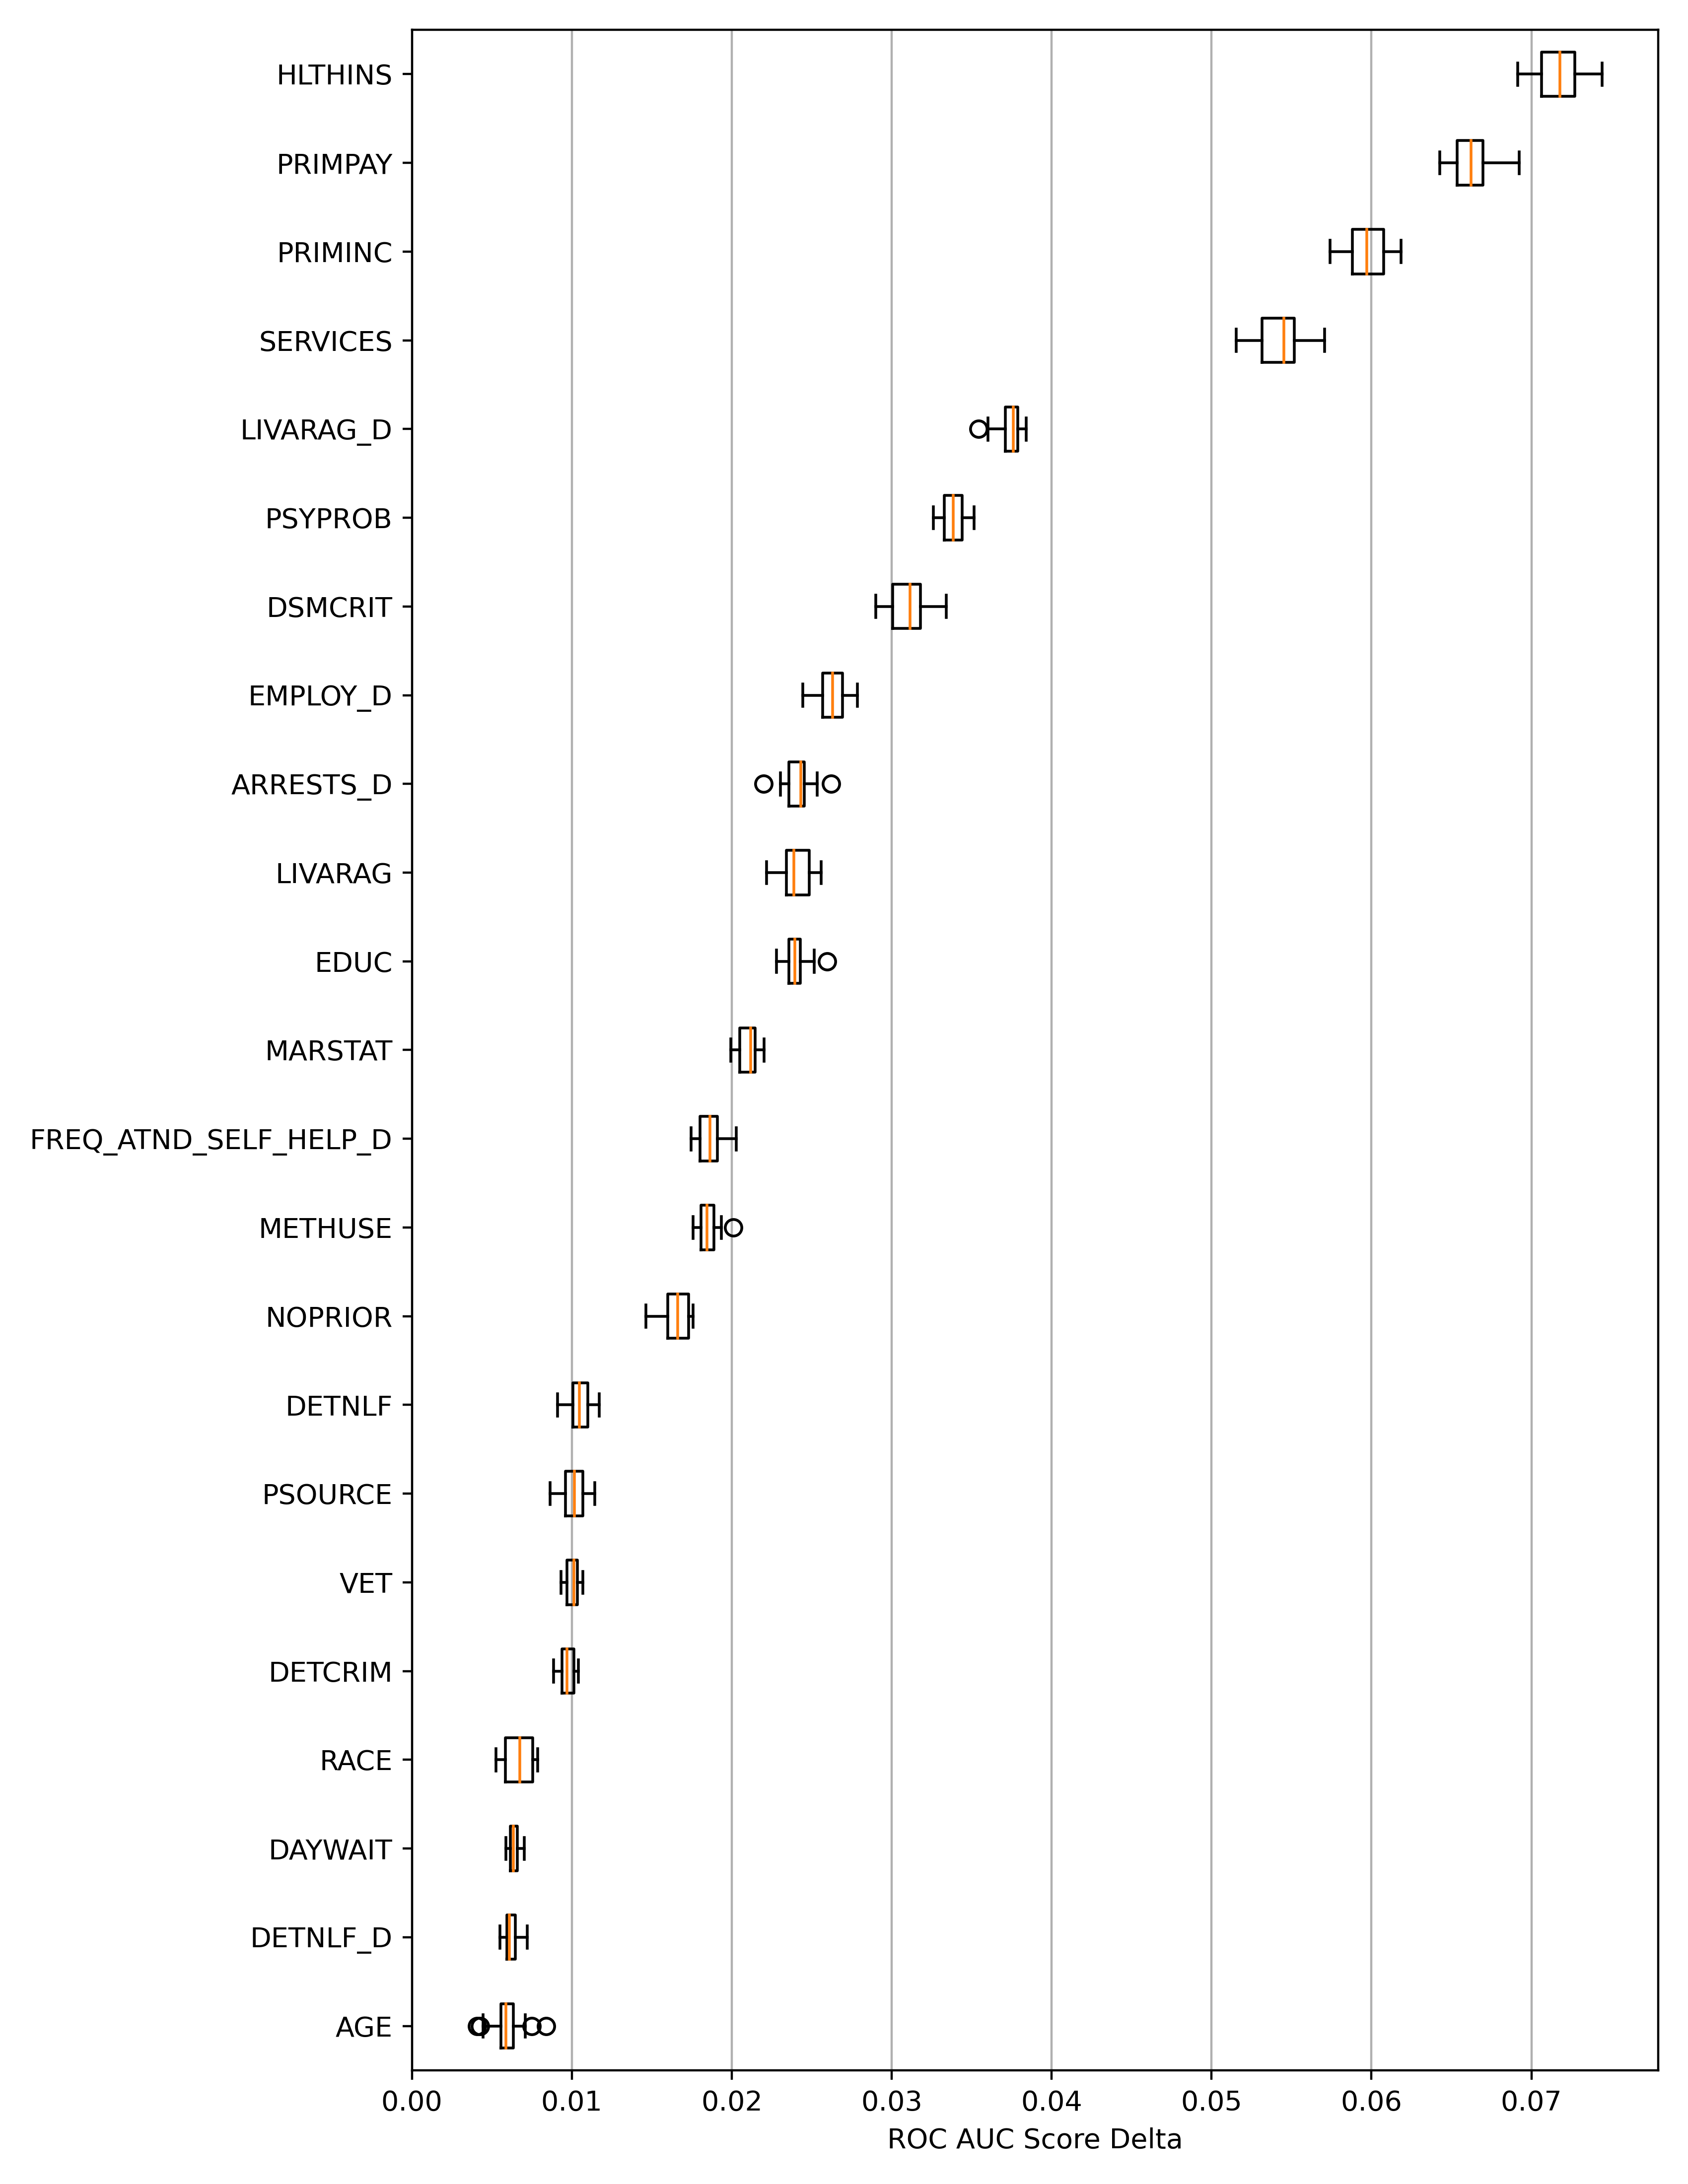 HLTHINS
PRIMPAY
PRIMINC
SERVICES
LIVARAG_D
PSYPROB
DSMCRIT
EMPLOY_D
ARRESTS_D
LIVARAG
EDUC
MARSTAT
FREQ_ATND_SELF_HELP_D
METHUSE
NOPRIOR
DETNLF
PSOURCE
VET
DETCRIM
RACE
DAYWAIT
DETNLF_D
AGE
0.00 0.01 0.02 0.03 0.04 0.05 0.06 0.07
ROC AUC Score Delta